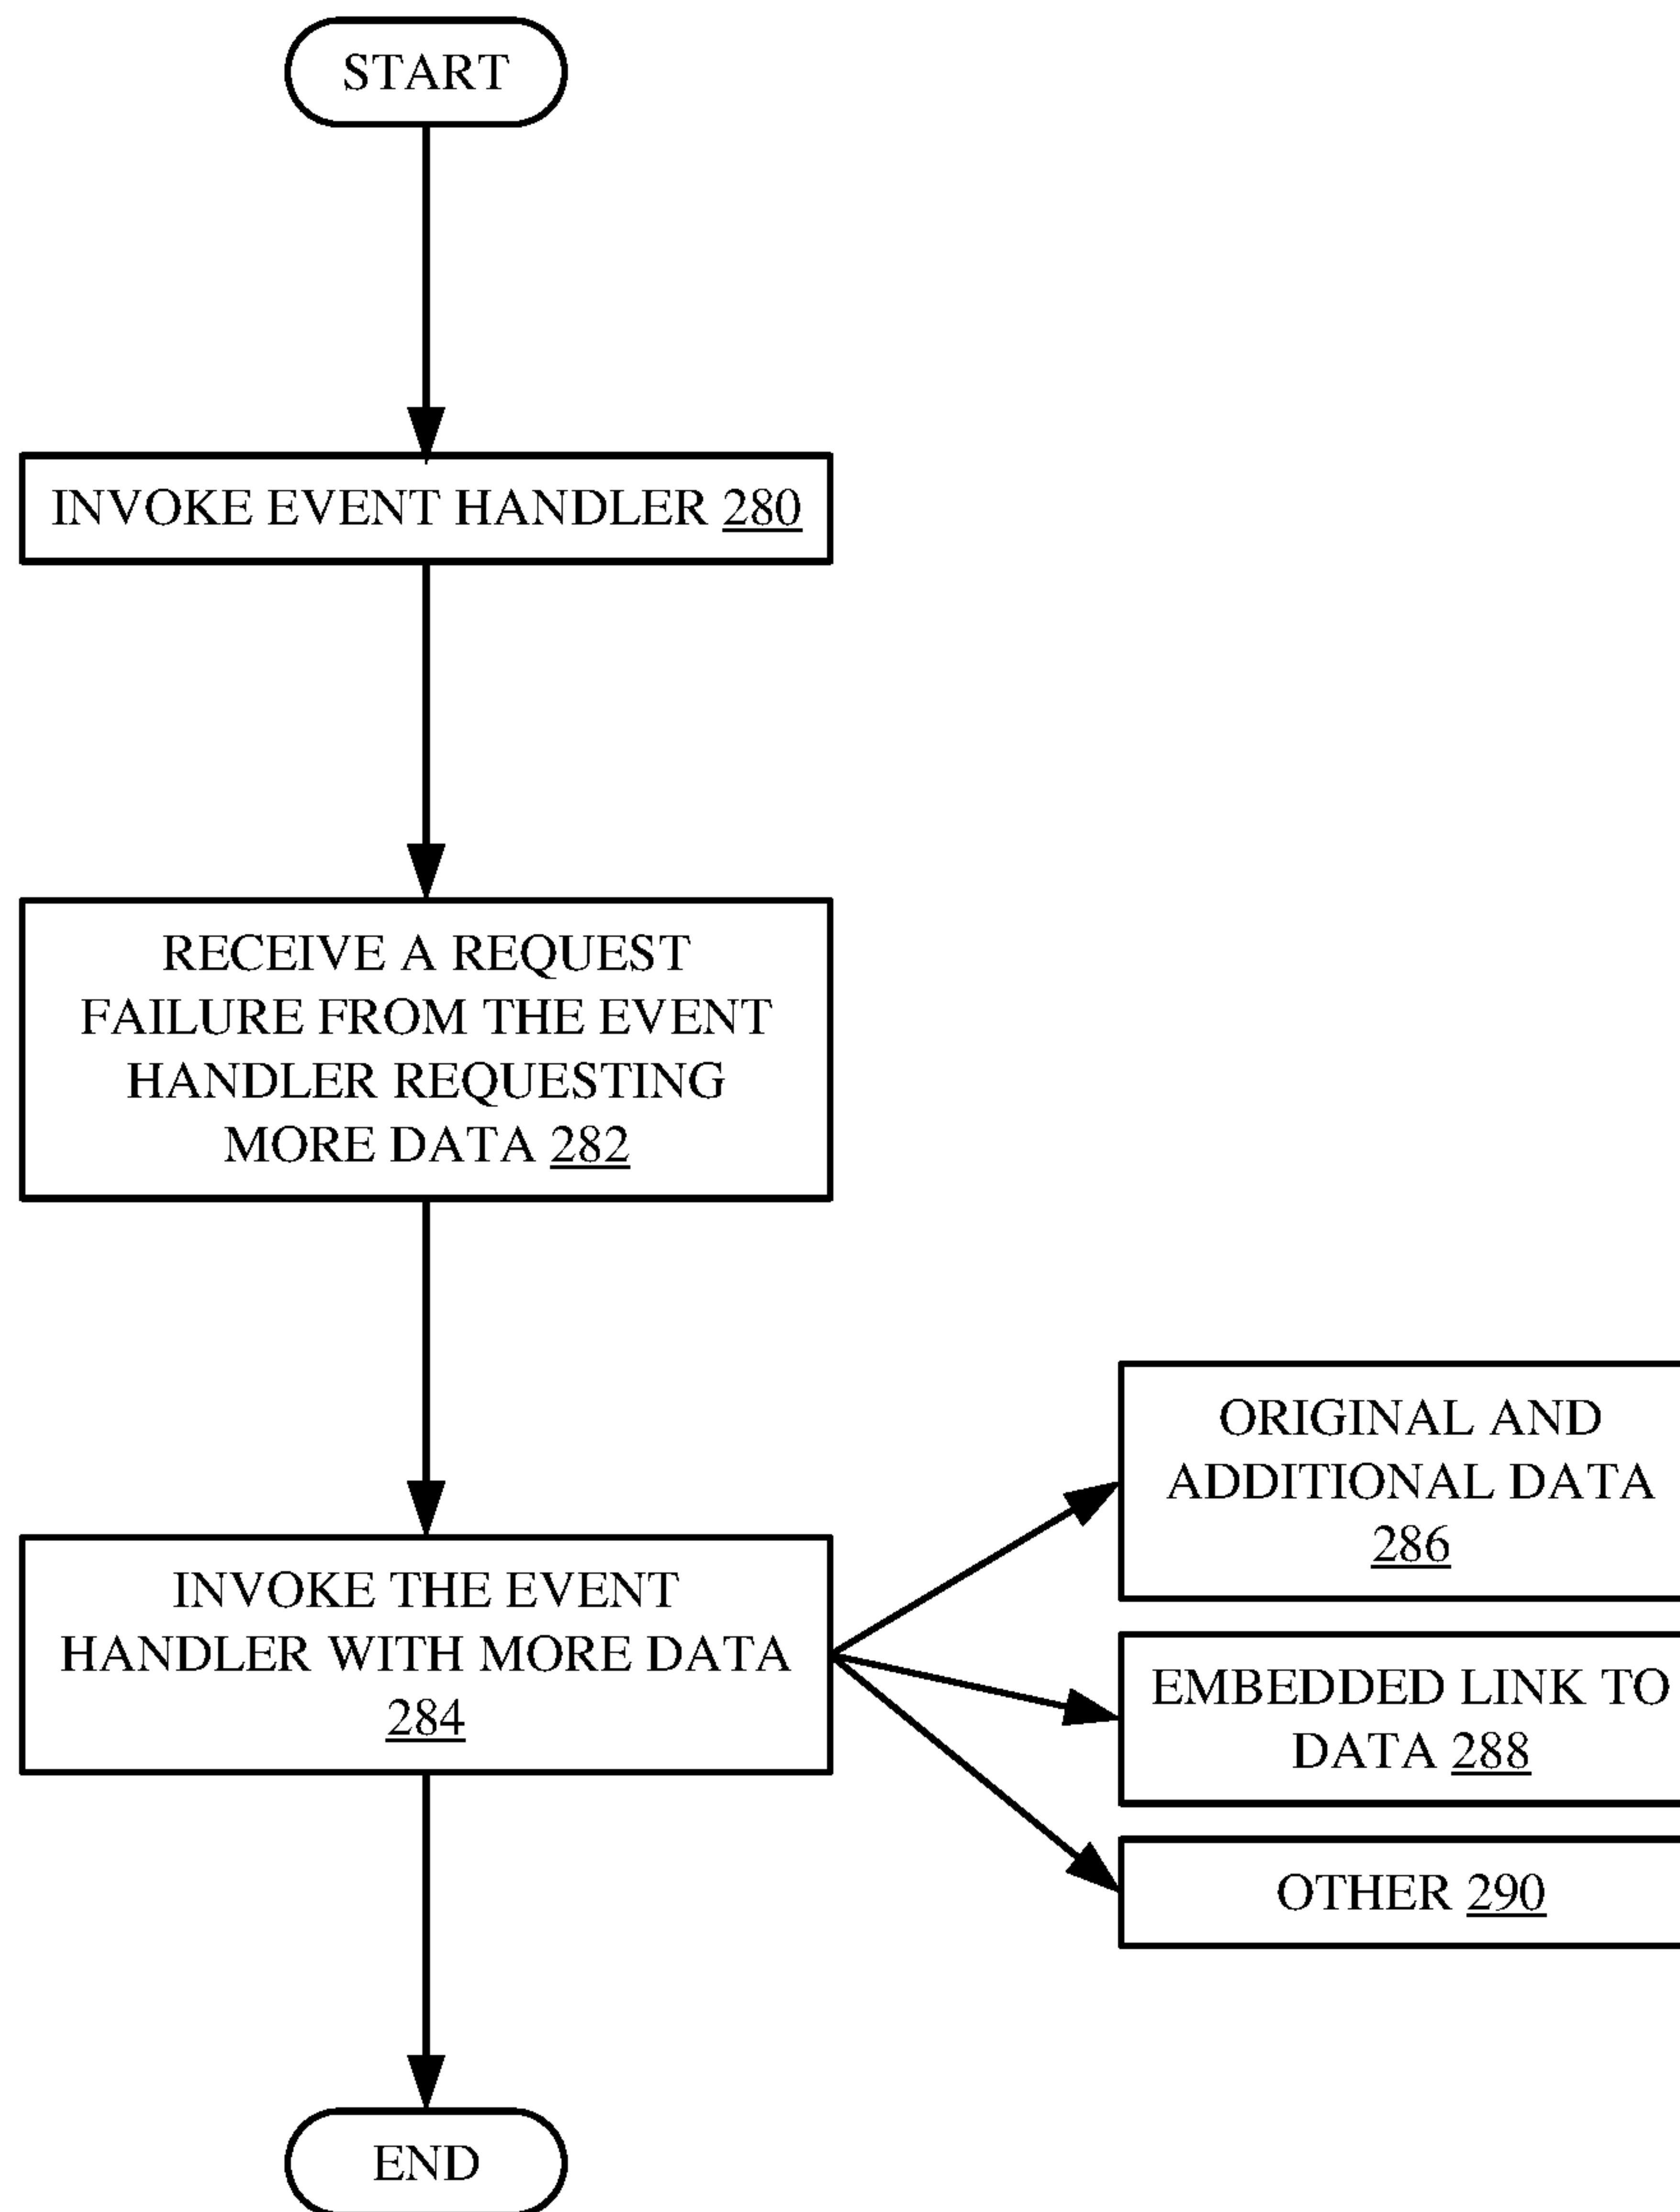 START
INVOKE EVENT HANDLER 280
RECEIVE A REQUEST
FAILURE FROM THE EVENT
HANDLER REQUESTING
MORE DATA 282
INVOKE THE EVENT
HANDLER WITH MORE DATA
284
ORIGINAL AND
ADDITIONAL DATA
286
EMBEDDED LINK TO
DATA 288
OTHER 290
END